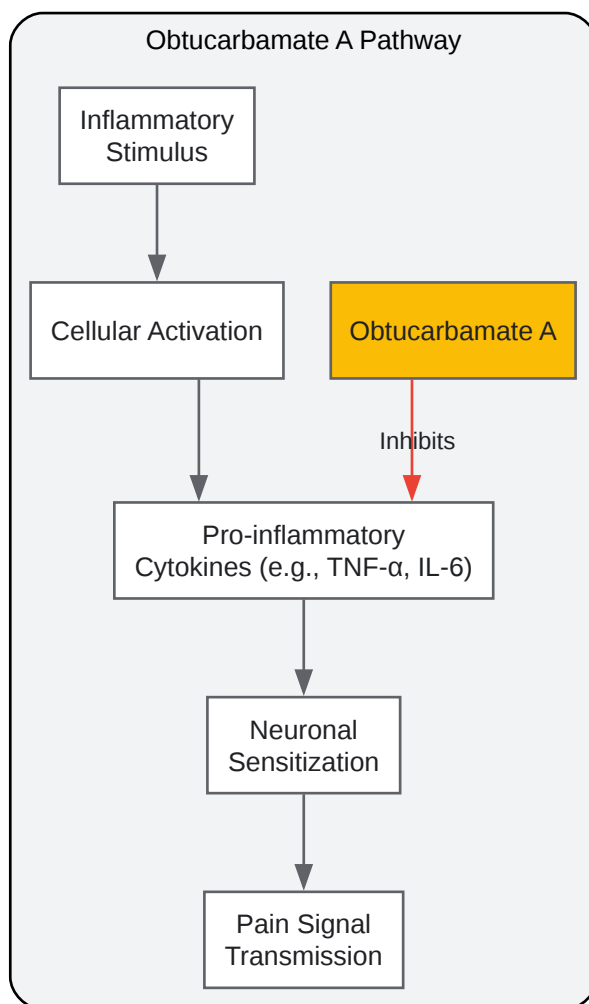 Obtucarbamate A Pathway
Inflammatory
Stimulus
Cellular Activation
Obtucarbamate A
Inhibits
Pro-inflammatory
Cytokines (e.g., TNF-α, IL-6)
Neuronal
Sensitization
Pain Signal
Transmission